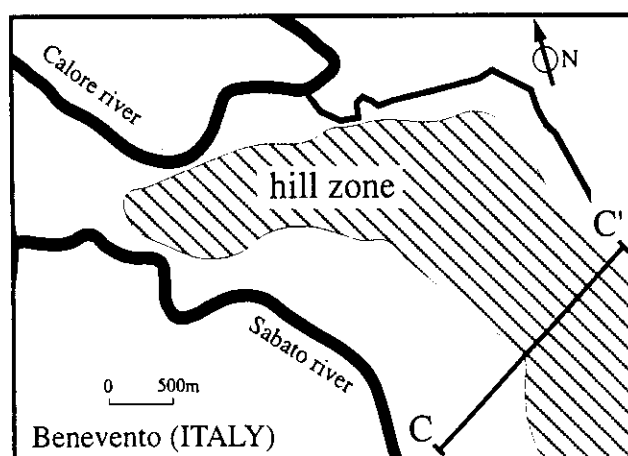 N
Calore river
hill zone
C'
Sabato river
0 500m
C
Benevento (ITALY)